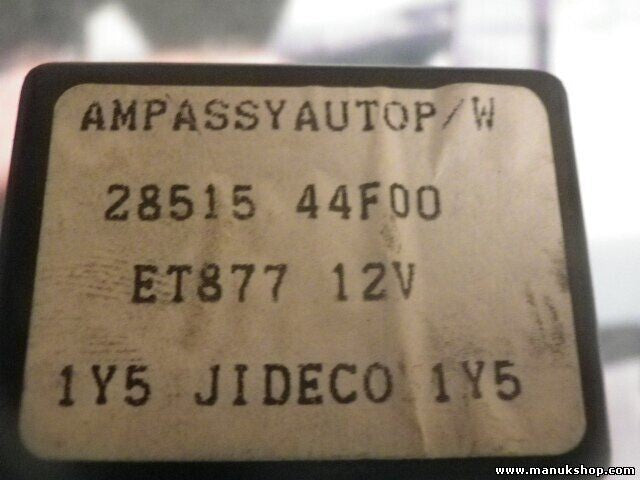 AMPASSYAUTOP/W
28515 44F00
ET877 12V
1Y5 JIDECO 1Y5
www.manukshop.com